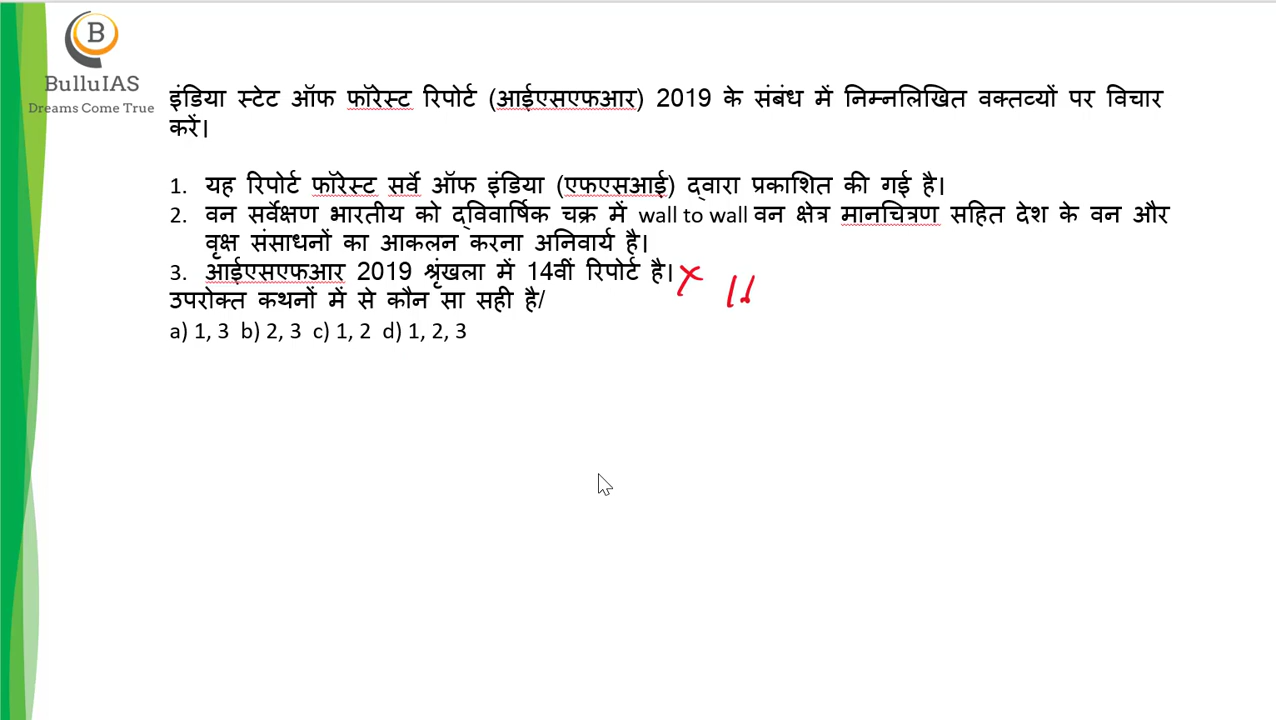 B
BulluIAS
Dreams Come True
इंडिया स्टेट ऑफ फॉरेस्ट रिपोर्ट (आईएसएफआर) 2019 के संबंध में निम्नलिखित वक्तव्यों पर विचार
करें।
1. यह रिपोर्ट फॉरेस्ट सर्वे ऑफ इंडिया (एफएसआई) द्वारा प्रकाशित की गई है।
2. वन सर्वेक्षण भारतीय को द्विवार्षिक चक्र में wall to wall वन क्षेत्र मानचित्रण सहित देश के वन और
वृक्ष संसाधनों का आकलन करना अनिवार्य है।
3. आईएसएफआर 2019 श्रृंखला में 14वीं रिपोर्ट है। x
उपरोक्त कथनों में से कौन सा सही है/
a) 1, 3 b) 2, 3 c) 1, 2 d) 1, 2, 3